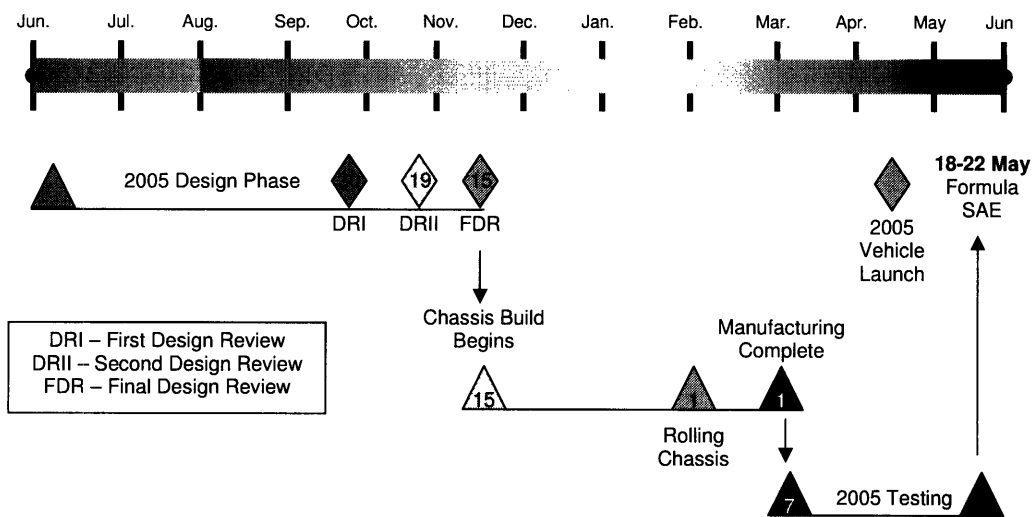 Jun. Jul. Aug. Sep. Oct. Nov. Dec. Jan. Feb. Mar. Apr. May Jun
2005 Design Phase
19
15
DRI DRII FDR
18-22 May
Formula
SAE
2005
Vehicle
Launch
Chassis Build
Begins
Manufacturing
Complete
DRI – First Design Review
DRII – Second Design Review
FDR – Final Design Review
15
1
1
Rolling
Chassis
7
2005 Testing